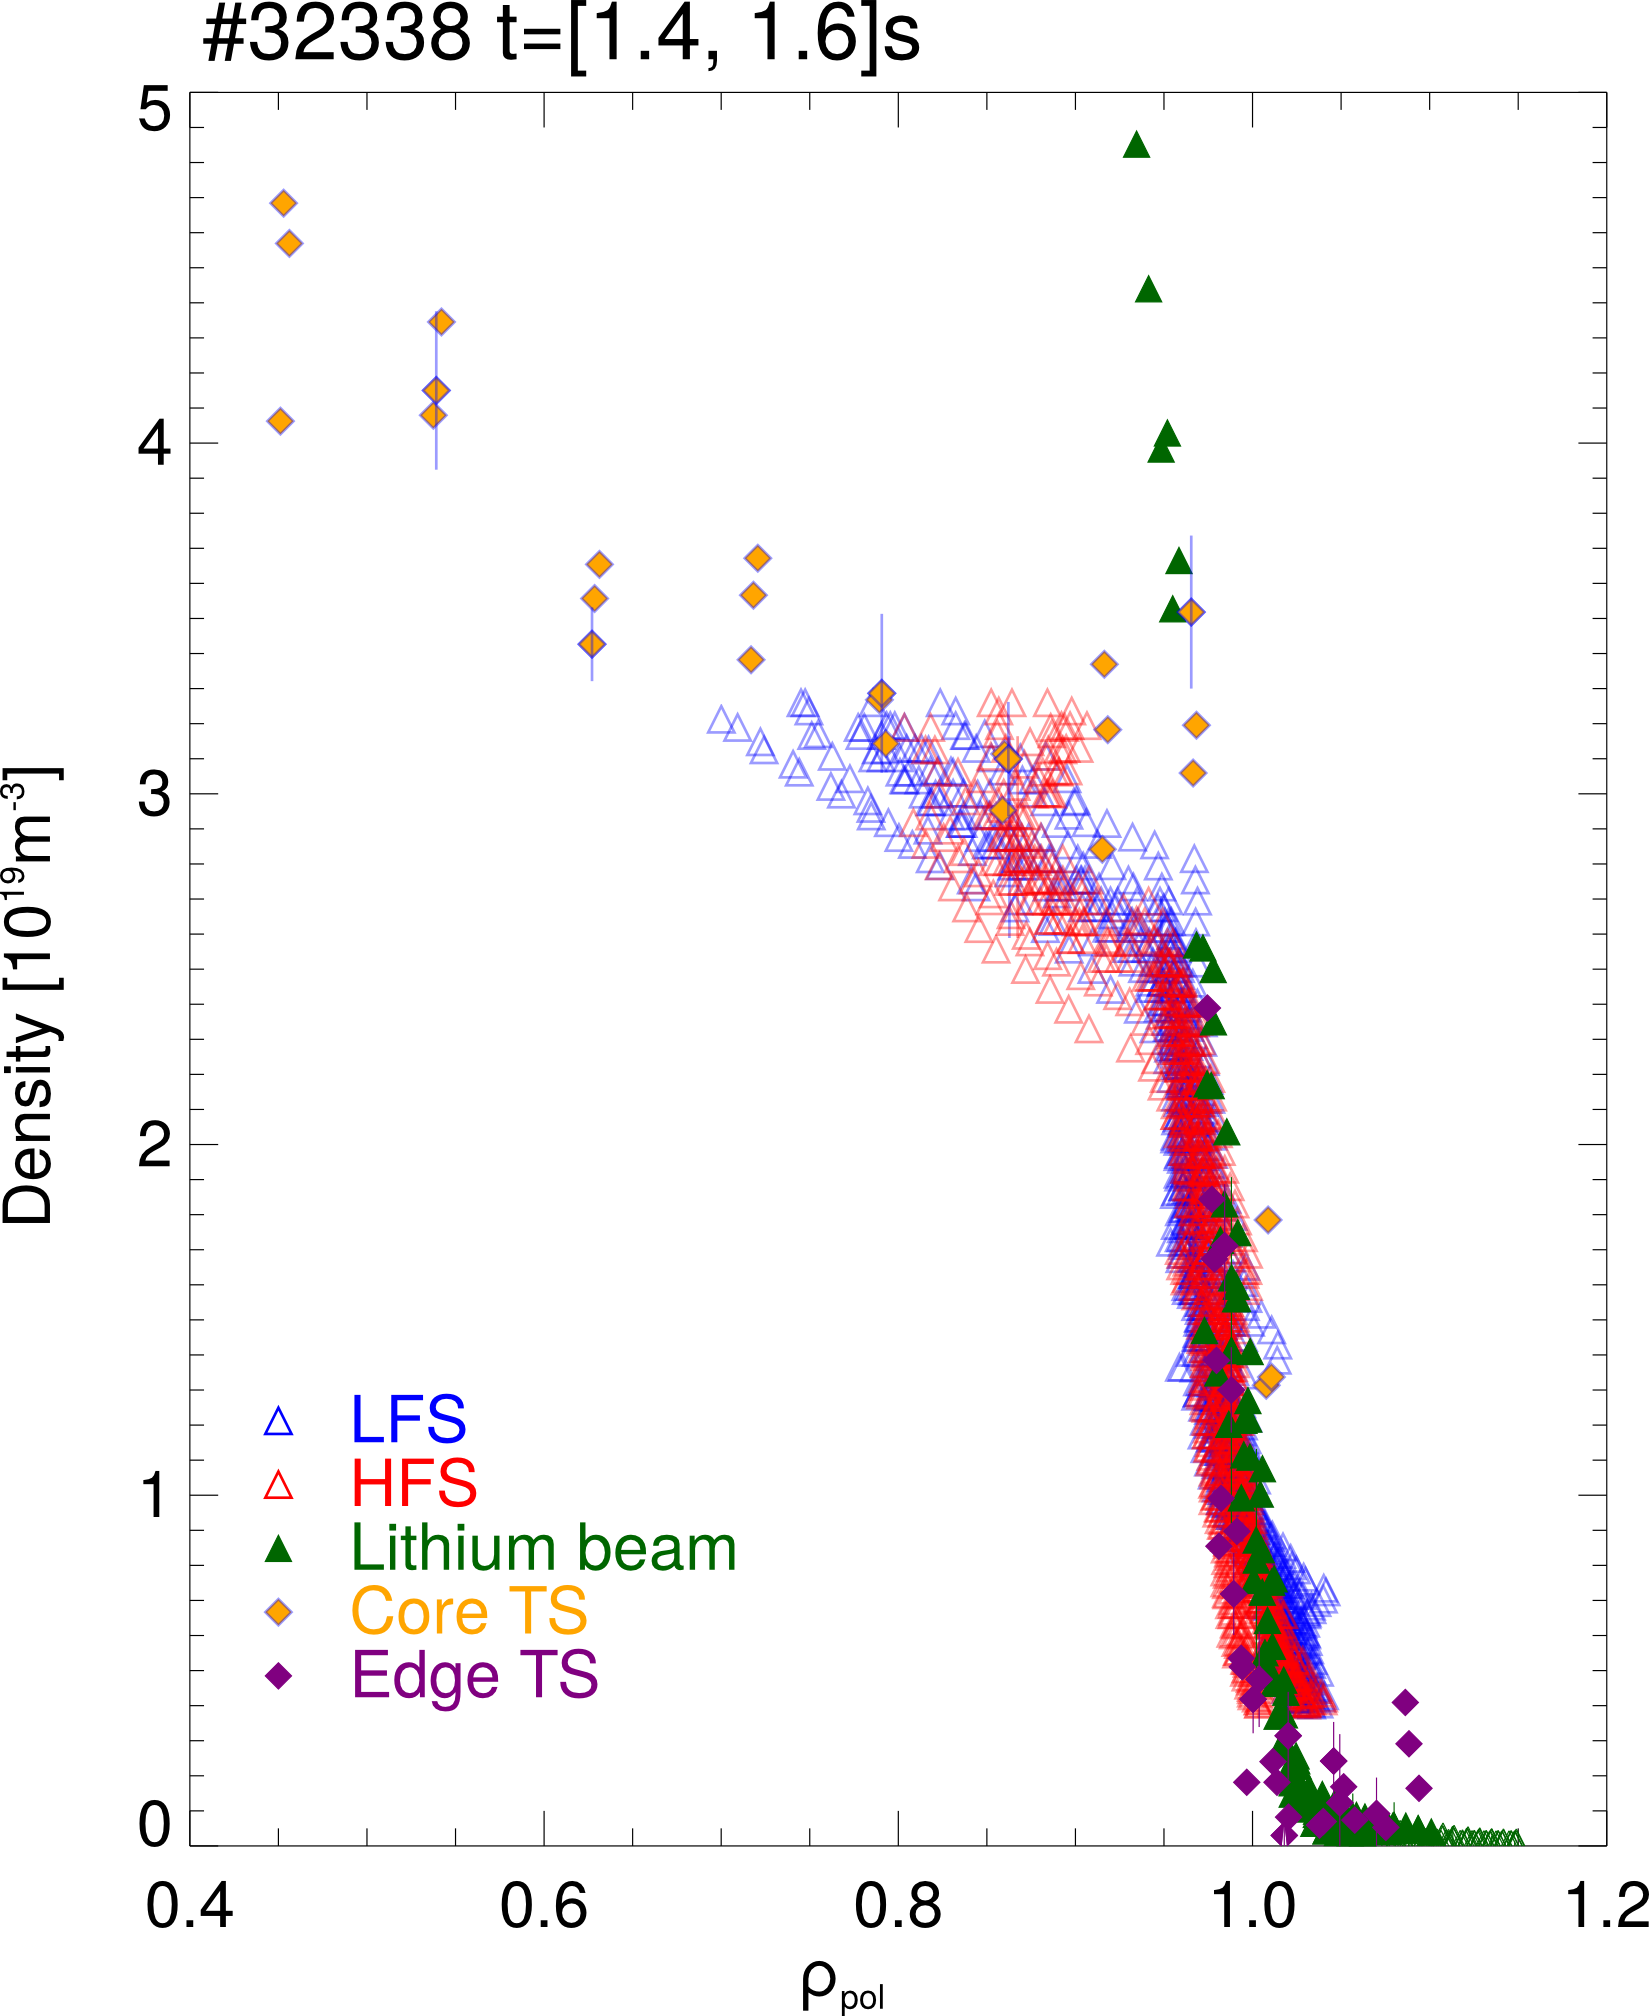 #32338 t=[1.4, 1.6]s
5
4
3
2
1
0
Density [10¹⁹m⁻³]
LFS
HFS
Lithium beam
Core TS
Edge TS
0.4 0.6 0.8 1.0 1.2
ρpol